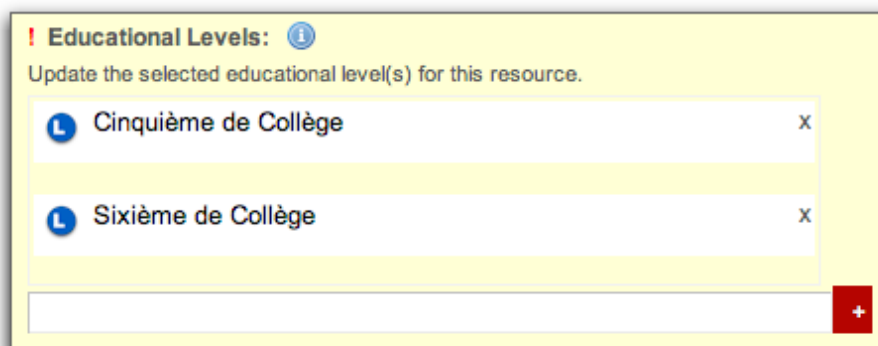 ! Educational Levels: i
Update the selected educational level(s) for this resource.
L Cinquième de Collège x
L Sixième de Collège x
+